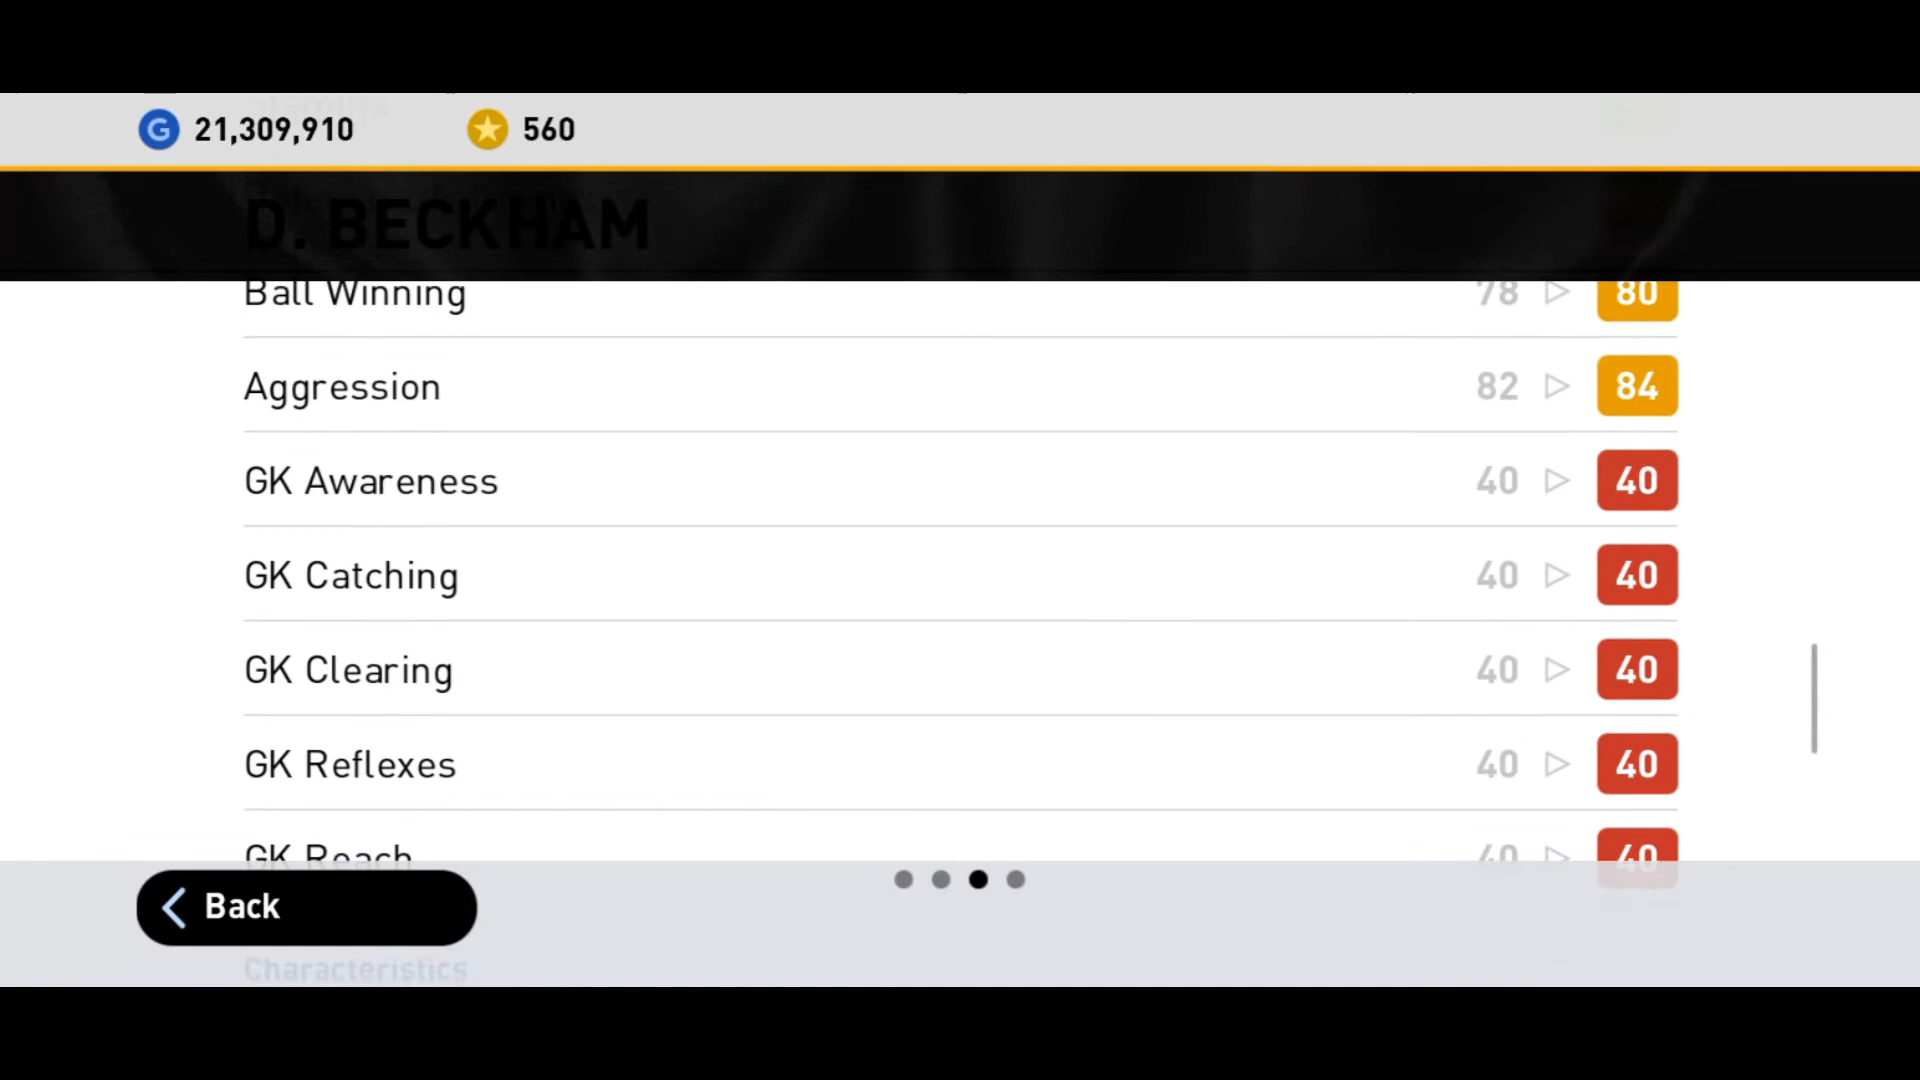 G 21,309,910 560
D. BECKHAM
Ball Winning 78 80
Aggression 82 84
GK Awareness 40 40
GK Catching 40 40
GK Clearing 40 40
GK Reflexes 40 40
GK Reach 40 40
Back
Characteristics